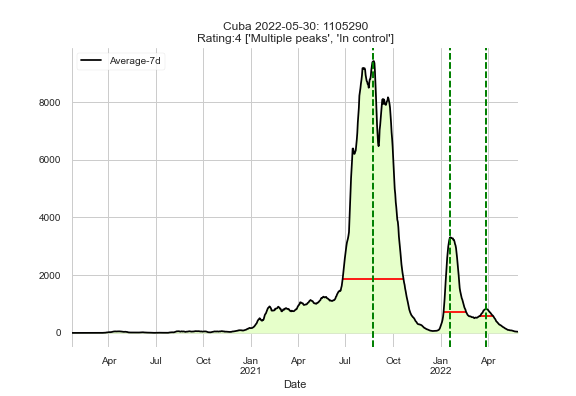 Cuba 2022-05-30: 1105290
Rating:4 ['Multiple peaks', 'In control']
Average-7d
8000
6000
4000
2000
0
Apr Jul Oct Jan Apr Jul Oct Jan Apr
2021 2022
Date